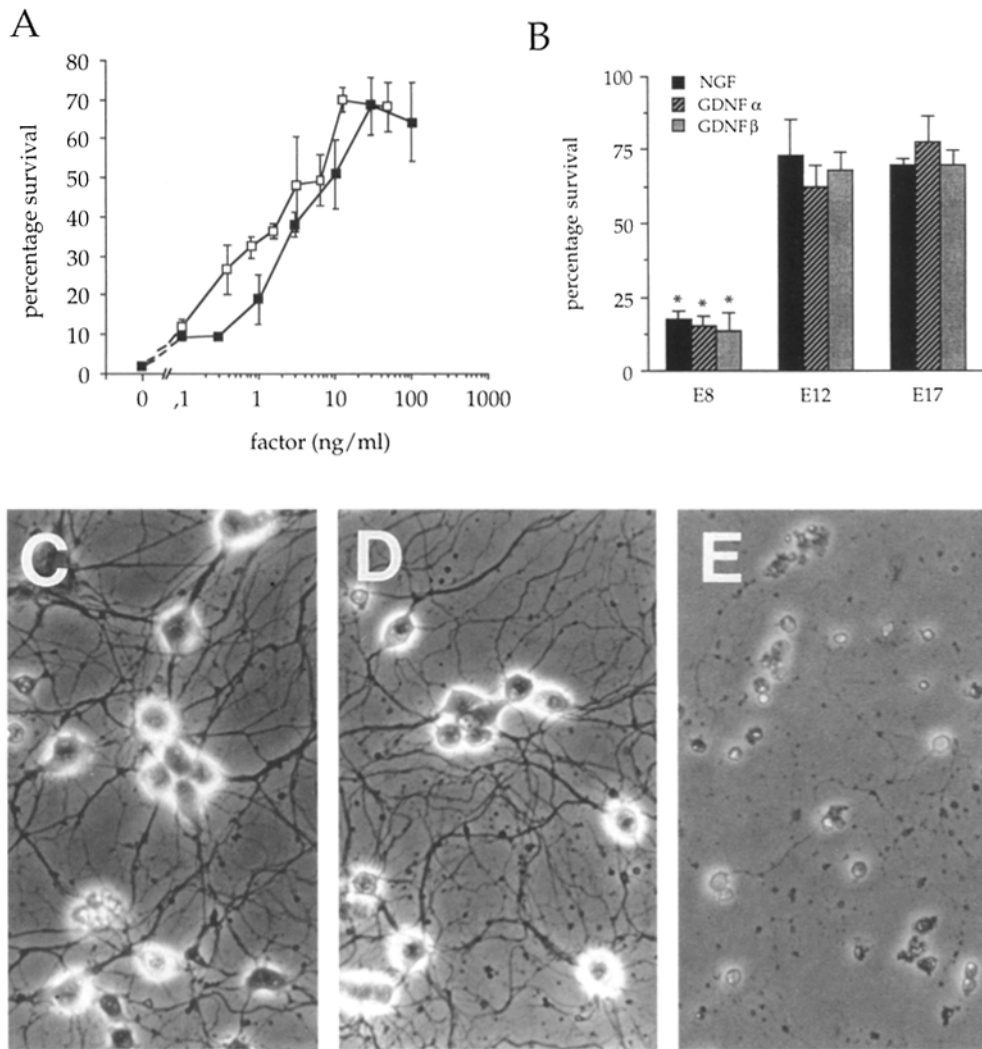 A
80
70
60
50
40
30
20
10
0
percentage survival
0 ,1 1 10 100 1000
factor (ng/ml)
B
100
75
50
25
0
percentage survival
NGF
GDNF α
GDNF β
* * *
E8 E12 E17
C D E